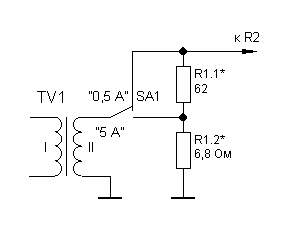 к R2
R1.1*
62
TV1
"0,5 A"
SA1
"5 A"
I
II
R1.2*
6,8 Ом